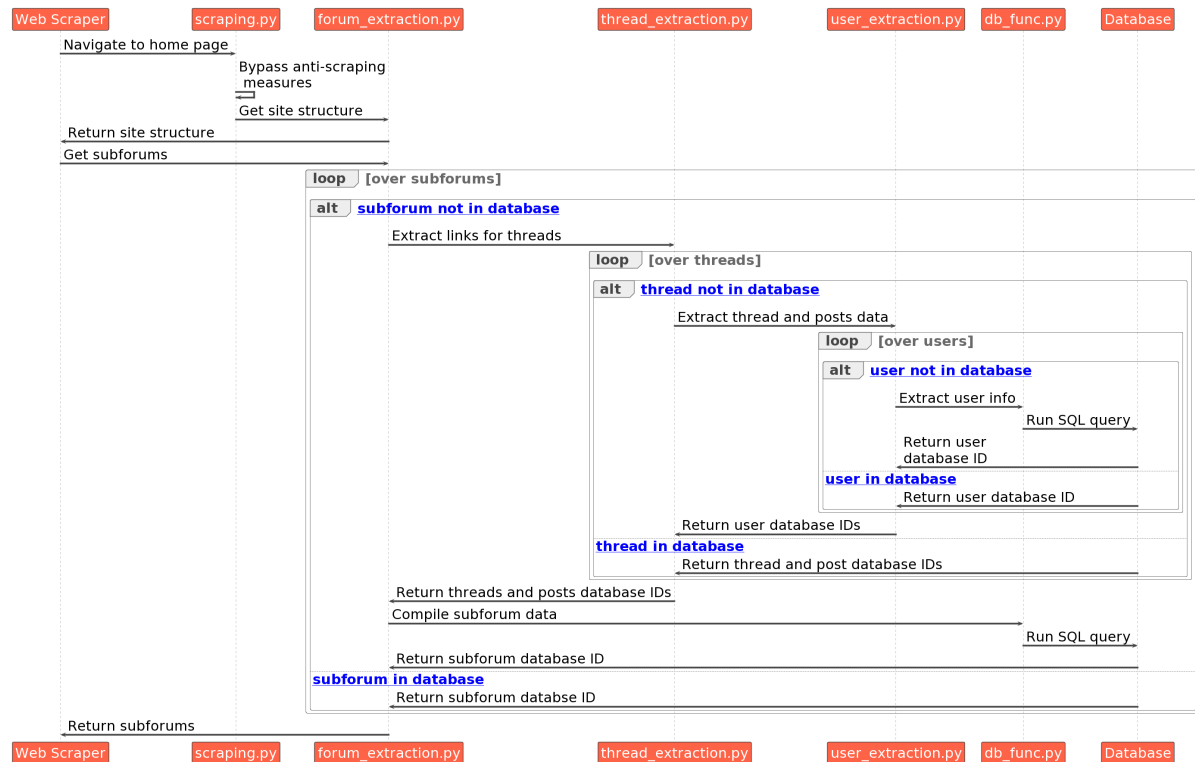 Web Scraper scraping.py forum_extraction.py thread_extraction.py user_extraction.py db_func.py Database
Navigate to home page
Bypass anti-scraping
measures
Get site structure
Return site structure
Get subforums
loop [over subforums]
alt subforum not in database
Extract links for threads
loop [over threads]
alt thread not in database
Extract thread and posts data
loop [over users]
alt user not in database
Extract user info
Run SQL query
Return user
database ID
user in database
Return user database ID
Return user database IDs
thread in database
Return thread and post database IDs
Return threads and posts database IDs
Compile subforum data
Run SQL query
Return subforum database ID
subforum in database
Return subforum databse ID
Return subforums
Web Scraper scraping.py forum_extraction.py thread_extraction.py user_extraction.py db_func.py Database